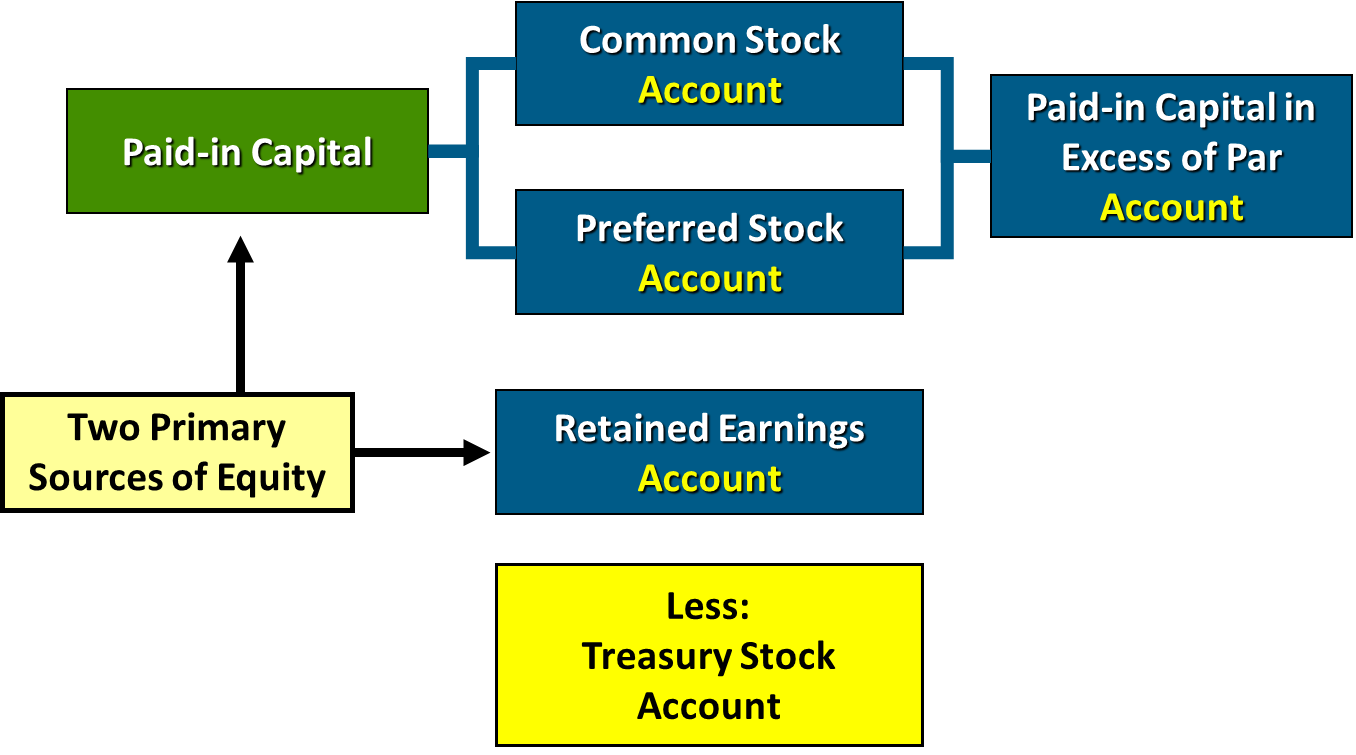 Common Stock
Account
Paid-in Capital
Paid-in Capital in
Excess of Par
Account
Preferred Stock
Account
Two Primary
Sources of Equity
Retained Earnings
Account
Less:
Treasury Stock
Account